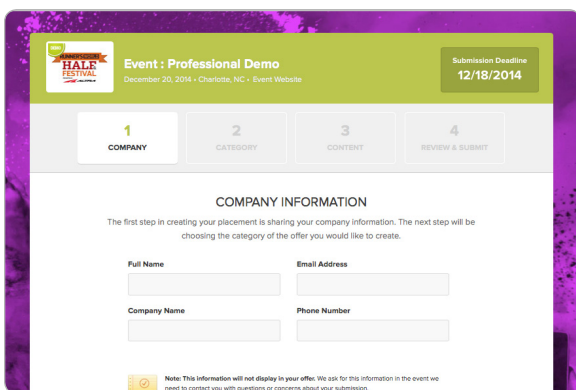 RUNNER'S WORLD
HALF
FESTIVAL
ALTRA
Event : Professional Demo
December 20, 2014 • Charlotte, NC • Event Website
Submission Deadline
12/18/2014
1
COMPANY
2
CATEGORY
3
CONTENT
4
REVIEW & SUBMIT
COMPANY INFORMATION
The first step in creating your placement is sharing your company information. The next step will be
choosing the category of the offer you would like to create.
Full Name
Email Address
Company Name
Phone Number
Note: This information will not display in your offer. We ask for this information in the event we
need to contact you with questions or concerns about your submission.